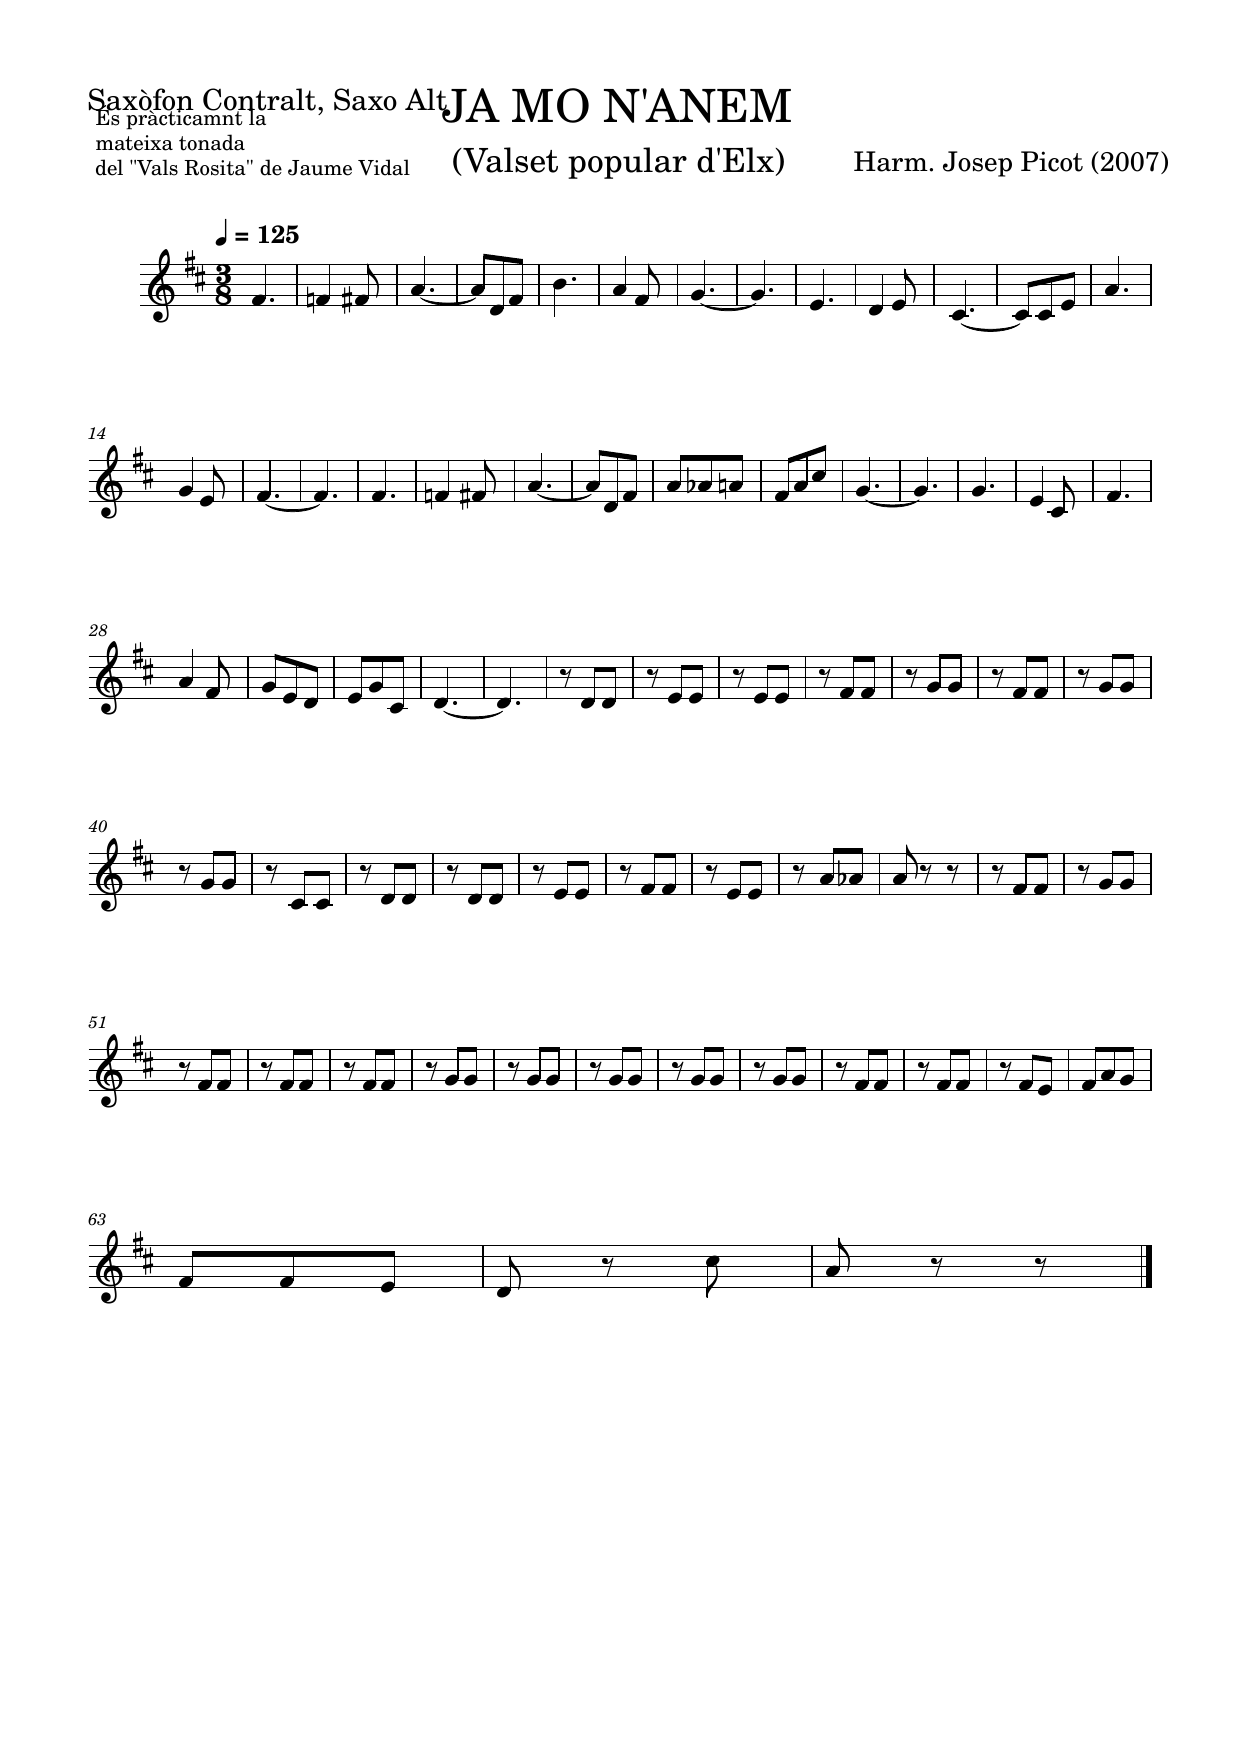 Saxòfon Contralt, Saxo Alt
JA MO N'ANEM
Es pràcticamnt la
mateixa tonada
del "Vals Rosita" de Jaume Vidal
(Valset popular d'Elx)
Harm. Josep Picot (2007)
♩ = 125
3
8
14
28
40
51
63